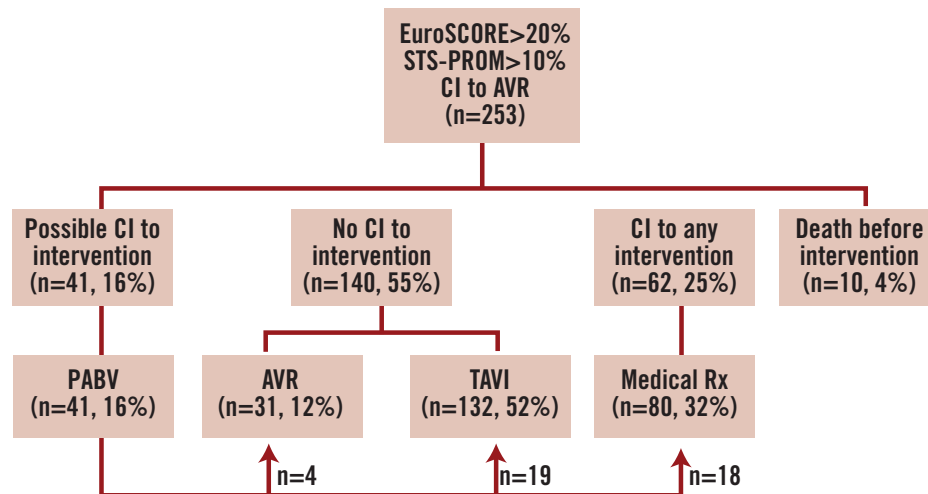 EuroSCORE>20%
STS-PROM>10%
CI to AVR
(n=253)
Possible CI to
intervention
(n=41, 16%)
No CI to
intervention
(n=140, 55%)
CI to any
intervention
(n=62, 25%)
Death before
intervention
(n=10, 4%)
PABV
(n=41, 16%)
AVR
(n=31, 12%)
TAVI
(n=132, 52%)
Medical Rx
(n=80, 32%)
n=4
n=19
n=18